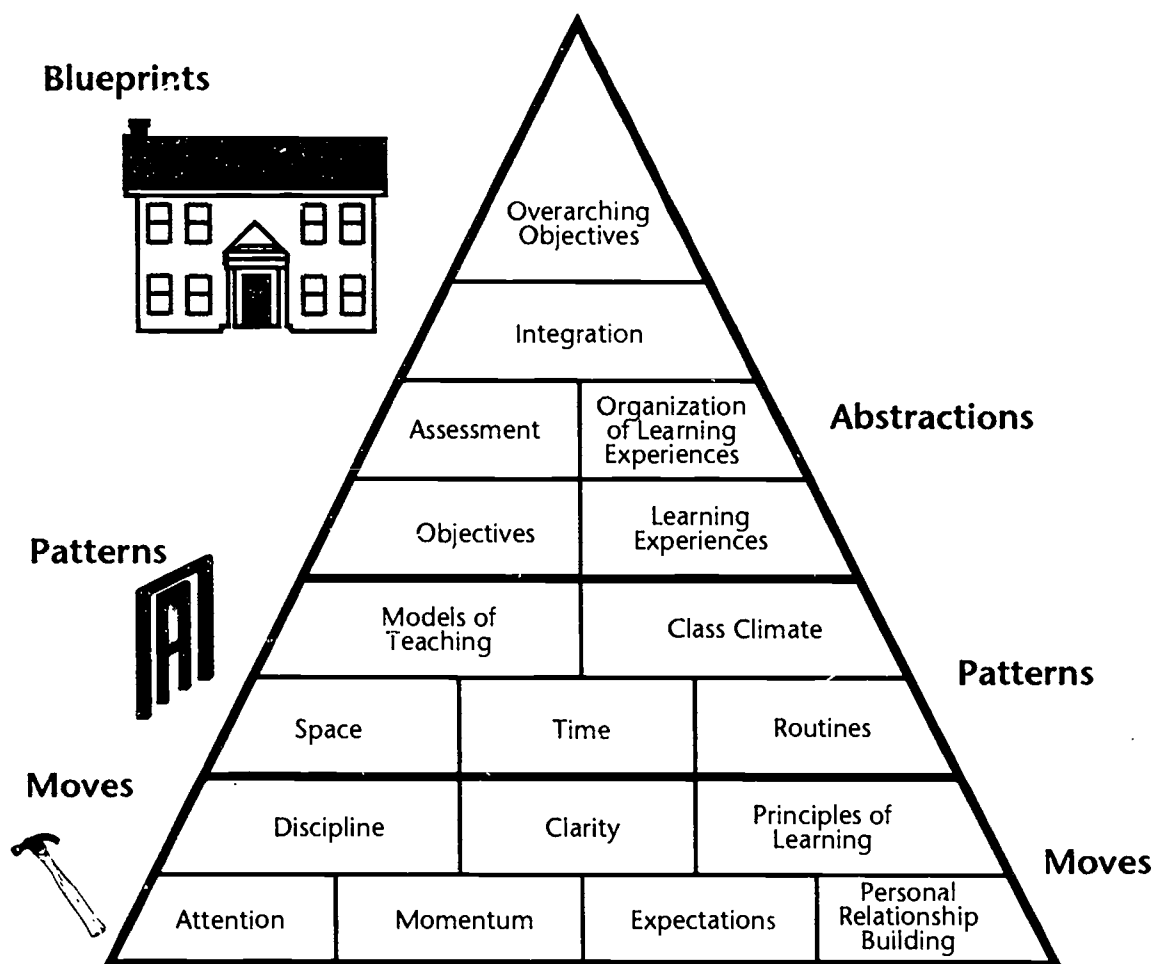 Blueprints
Overarching
Objectives
Integration
Assessment
Organization
of Learning
Experiences
Abstractions
Objectives
Learning
Experiences
Patterns
Models of
Teaching
Class Climate
Patterns
Space
Time
Routines
Moves
Discipline
Clarity
Principles of
Learning
Moves
Attention
Momentum
Expectations
Personal
Relationship
Building